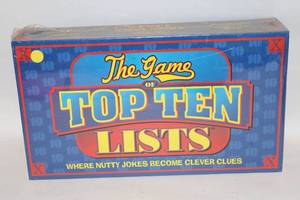 The Game
OF
TOP TEN
LISTS
WHERE NUTTY JOKES BECOME CLEVER CLUES